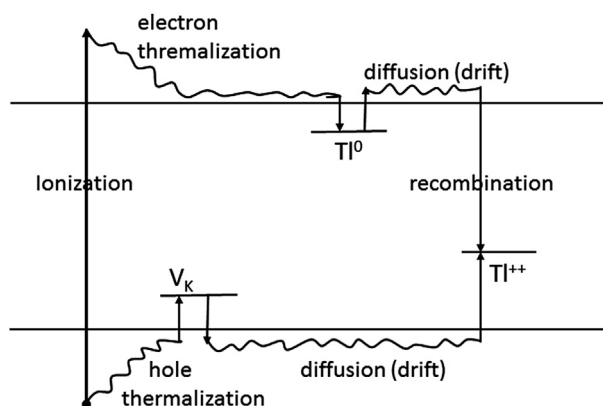 electron
thremalization
diffusion (drift)
Tl⁰
Ionization
recombination
Tl⁺⁺
V_K
hole
thermalization
diffusion (drift)